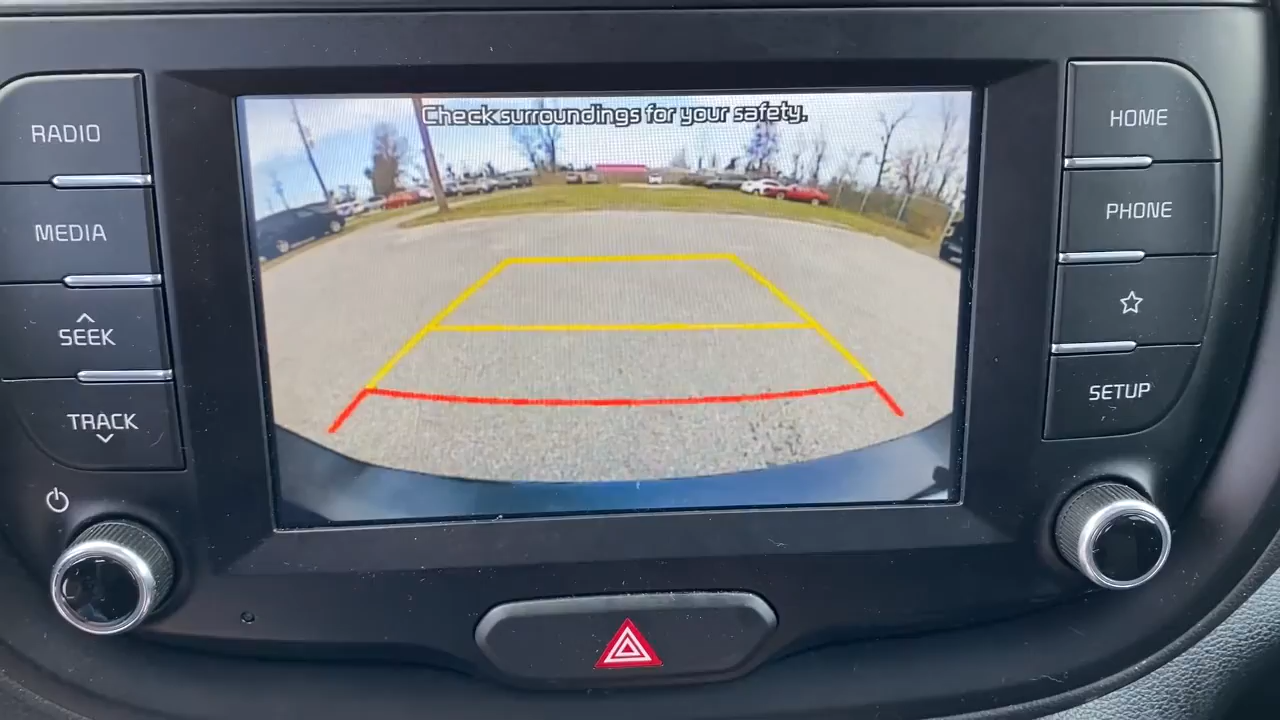 Check surroundings for your safety.
RADIO
MEDIA
SEEK
TRACK
HOME
PHONE
SETUP